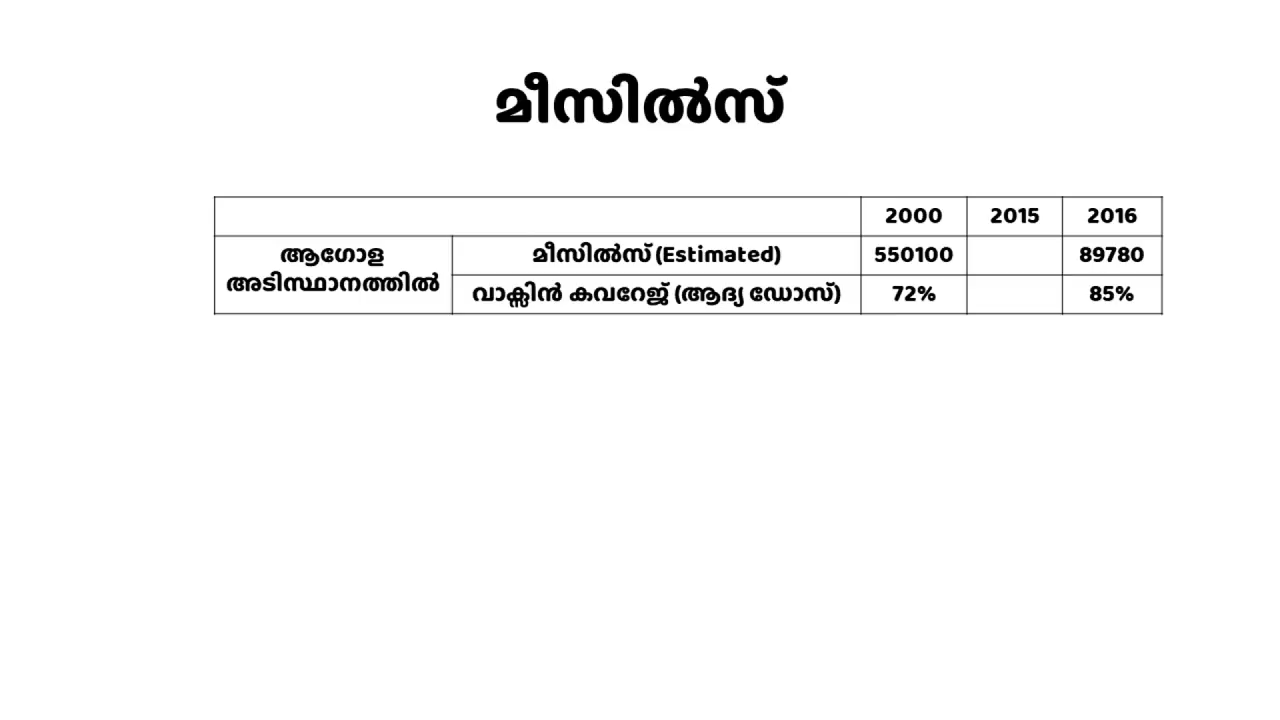 മീസിൽസ്
2000 2015 2016
ആഗോള അടിസ്ഥാനത്തിൽ മീസിൽസ് (Estimated) 550100 89780
വാക്സിൻ കവറേജ് (ആദ്യ ഡോസ്) 72% 85%